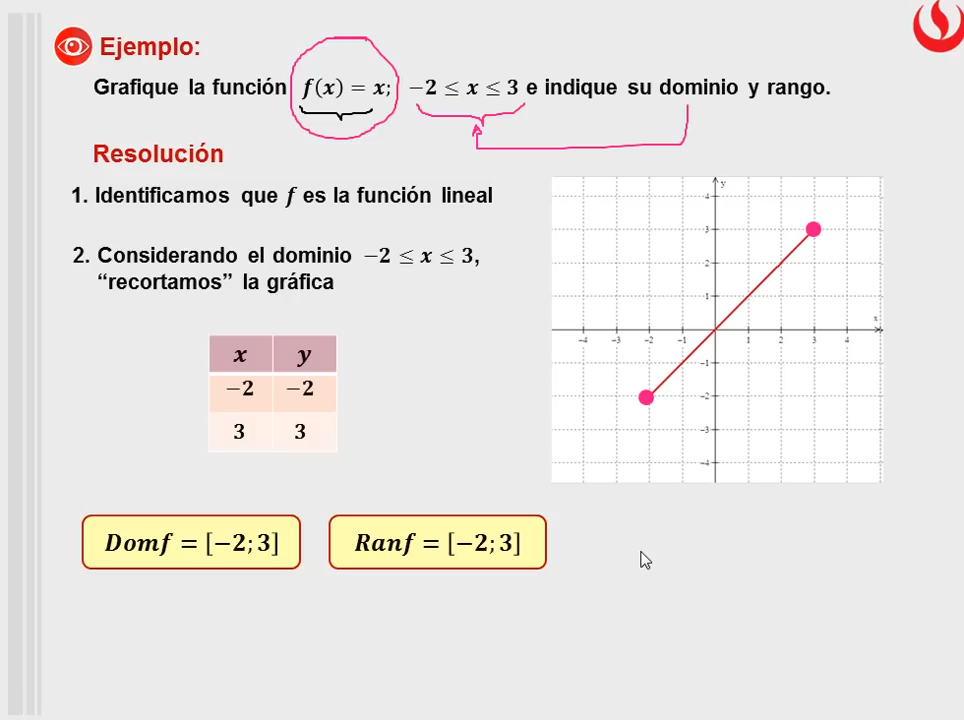 Ejemplo:
Grafique la función f(x) = x; −2 ≤ x ≤ 3 e indique su dominio y rango.
Resolución
1. Identificamos que f es la función lineal
2. Considerando el dominio −2 ≤ x ≤ 3,
“recortamos” la gráfica
x y
−2 −2
3 3
y
4
3
2
1
x
−4 −3 −2 −1 1 2 3 4
−1
−2
−3
−4
Domf = [−2; 3]
Ranf = [−2; 3]